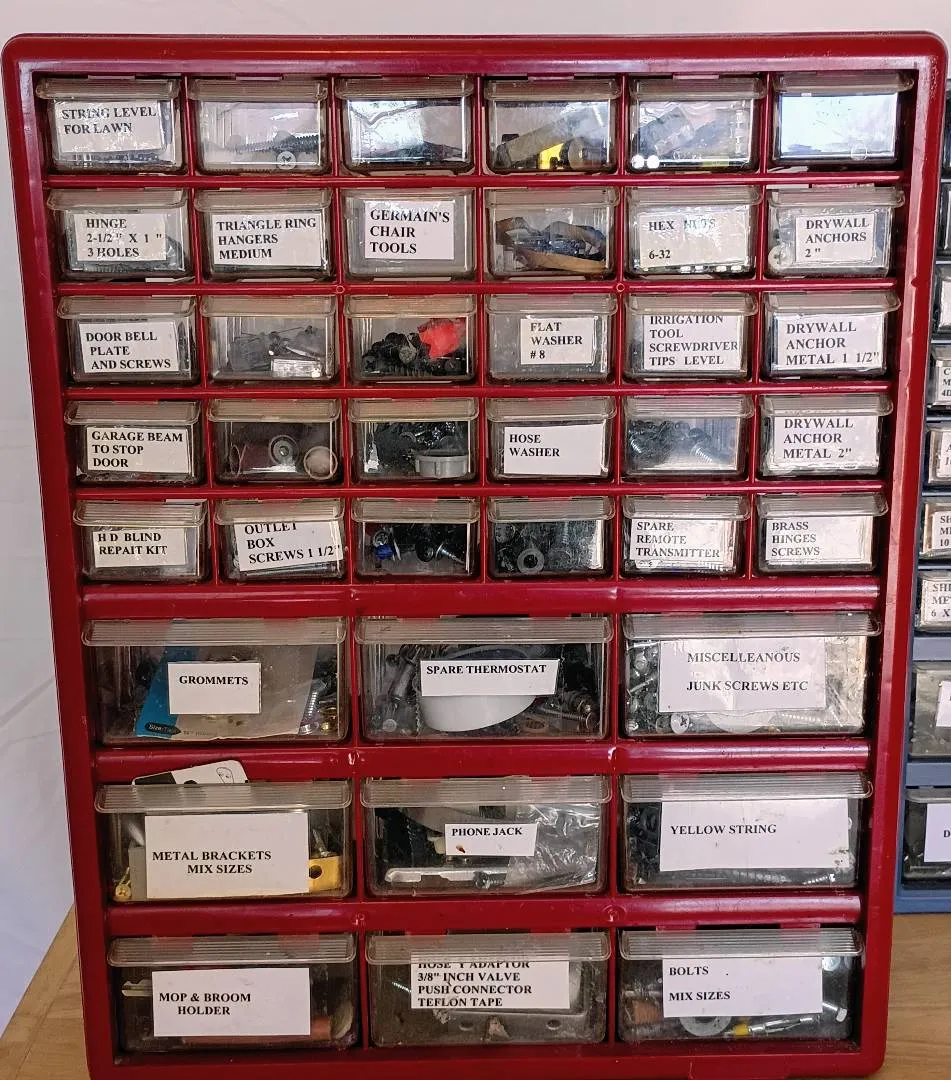 STRING LEVEL
FOR LAWN
HINGE
2-1/2" X 1 "
3 HOLES
TRIANGLE RING
HANGERS
MEDIUM
GERMAIN'S
CHAIR
TOOLS
HEX NUTS
6-32
DRYWALL
ANCHORS
2 "
DOOR BELL
PLATE
AND SCREWS
FLAT
WASHER
# 8
IRRIGATION
TOOL
SCREWDRIVER
TIPS LEVEL
DRYWALL
ANCHOR
METAL 1 1/2"
GARAGE BEAM
TO STOP
DOOR
HOSE
WASHER
DRYWALL
ANCHOR
METAL 2"
H D BLIND
REPAIT KIT
OUTLET
BOX
SCREWS 1 1/2"
SPARE
REMOTE
TRANSMITTER
BRASS
HINGES
SCREWS
GROMMETS
SPARE THERMOSTAT
MISCELLEANOUS
JUNK SCREWS ETC
METAL BRACKETS
MIX SIZES
PHONE JACK
YELLOW STRING
MOP & BROOM
HOLDER
HOSE Y ADAPTOR
3/8" INCH VALVE
PUSH CONNECTOR
TEFLON TAPE
BOLTS .
MIX SIZES